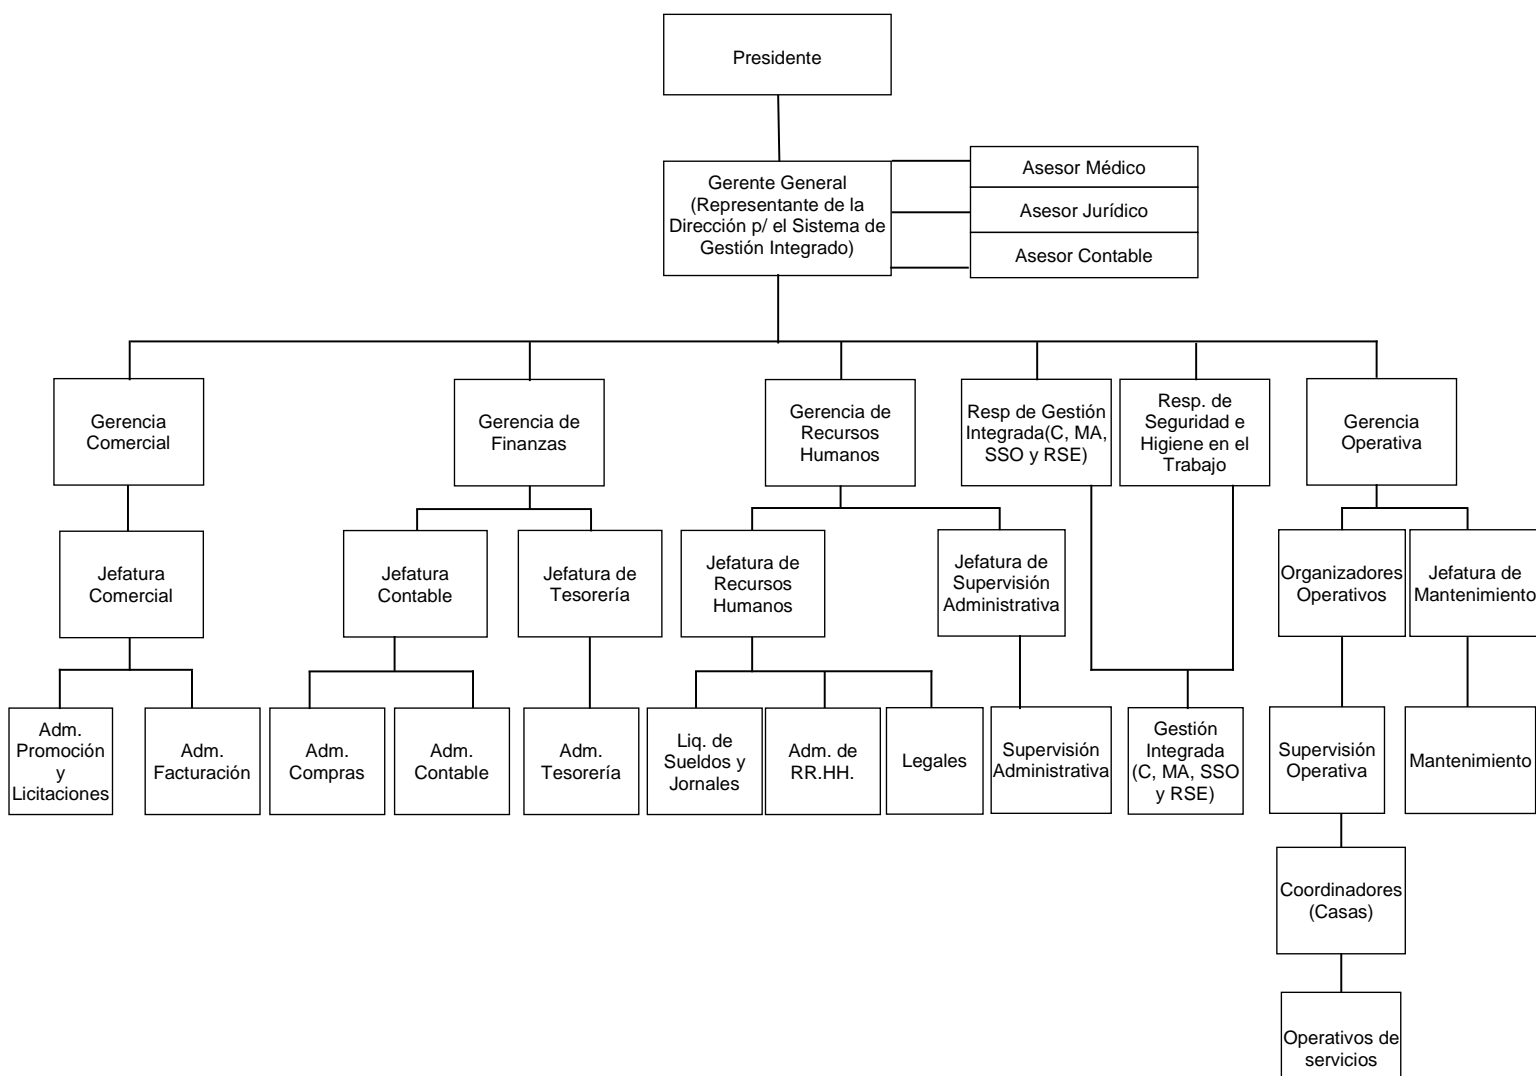 Presidente
Gerente General
(Representante de la
Dirección p/ el Sistema de
Gestión Integrado)
Asesor Médico
Asesor Jurídico
Asesor Contable
Gerencia
Comercial
Gerencia de
Finanzas
Gerencia de
Recursos
Humanos
Resp de Gestión
Integrada(C, MA,
SSO y RSE)
Resp. de
Seguridad e
Higiene en el
Trabajo
Gerencia
Operativa
Jefatura
Comercial
Jefatura
Contable
Jefatura de
Tesorería
Jefatura de
Recursos
Humanos
Jefatura de
Supervisión
Administrativa
Organizadores
Operativos
Jefatura de
Mantenimiento
Adm.
Promoción
y
Licitaciones
Adm.
Facturación
Adm.
Compras
Adm.
Contable
Adm.
Tesorería
Liq. de
Sueldos y
Jornales
Adm. de
RR.HH.
Legales
Supervisión
Administrativa
Gestión
Integrada
(C, MA, SSO
y RSE)
Supervisión
Operativa
Mantenimiento
Coordinadores
(Casas)
Operativos de
servicios